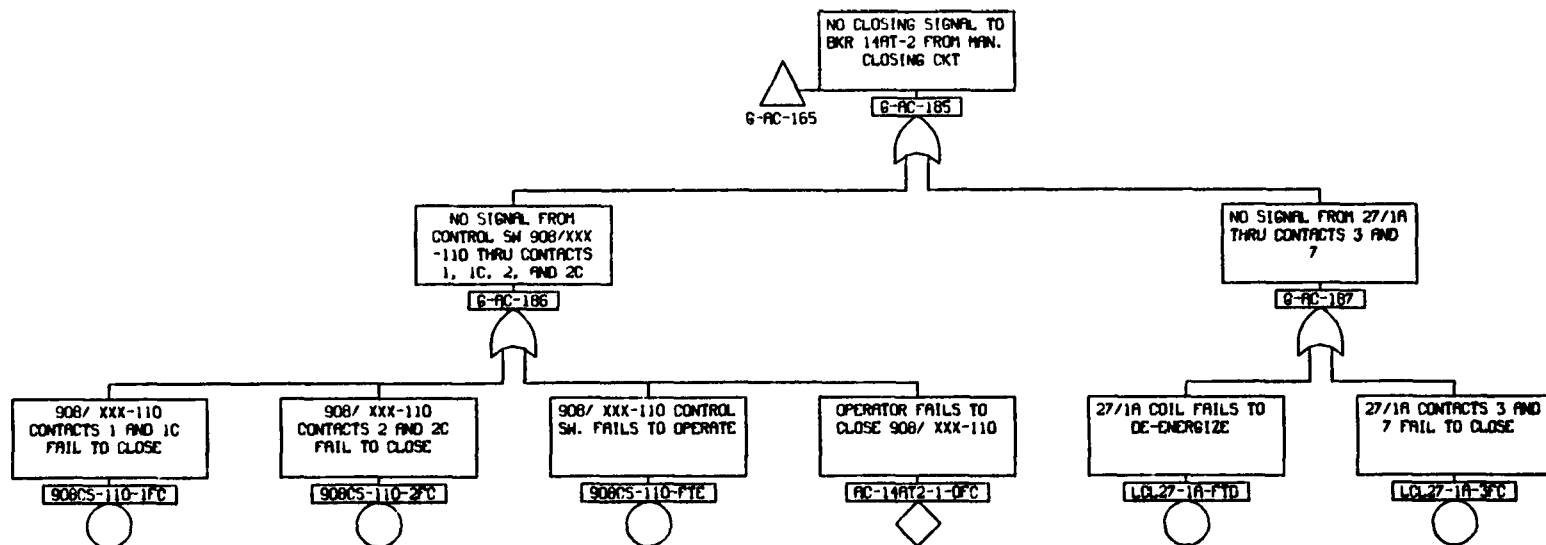 NO CLOSING SIGNAL TO
BKR 14AT-2 FROM MAN.
CLOSING CKT
G-AC-165
G-AC-185
NO SIGNAL FROM
CONTROL SW 908/XXX
-110 THRU CONTACTS
1, 1C, 2, AND 2C
G-AC-186
NO SIGNAL FROM 27/1A
THRU CONTACTS 3 AND
7
G-AC-187
908/ XXX-110
CONTACTS 1 AND 1C
FAIL TO CLOSE
908CS-110-1FC
908/ XXX-110
CONTACTS 2 AND 2C
FAIL TO CLOSE
908CS-110-2FC
908/ XXX-110 CONTROL
SW. FAILS TO OPERATE
908CS-110-FTE
OPERATOR FAILS TO
CLOSE 908/ XXX-110
AC-14AT2-1-OFC
27/1A COIL FAILS TO
DE-ENERGIZE
LCL27-1A-FTD
27/1A CONTACTS 3 AND
7 FAIL TO CLOSE
LCL27-1A-3FC